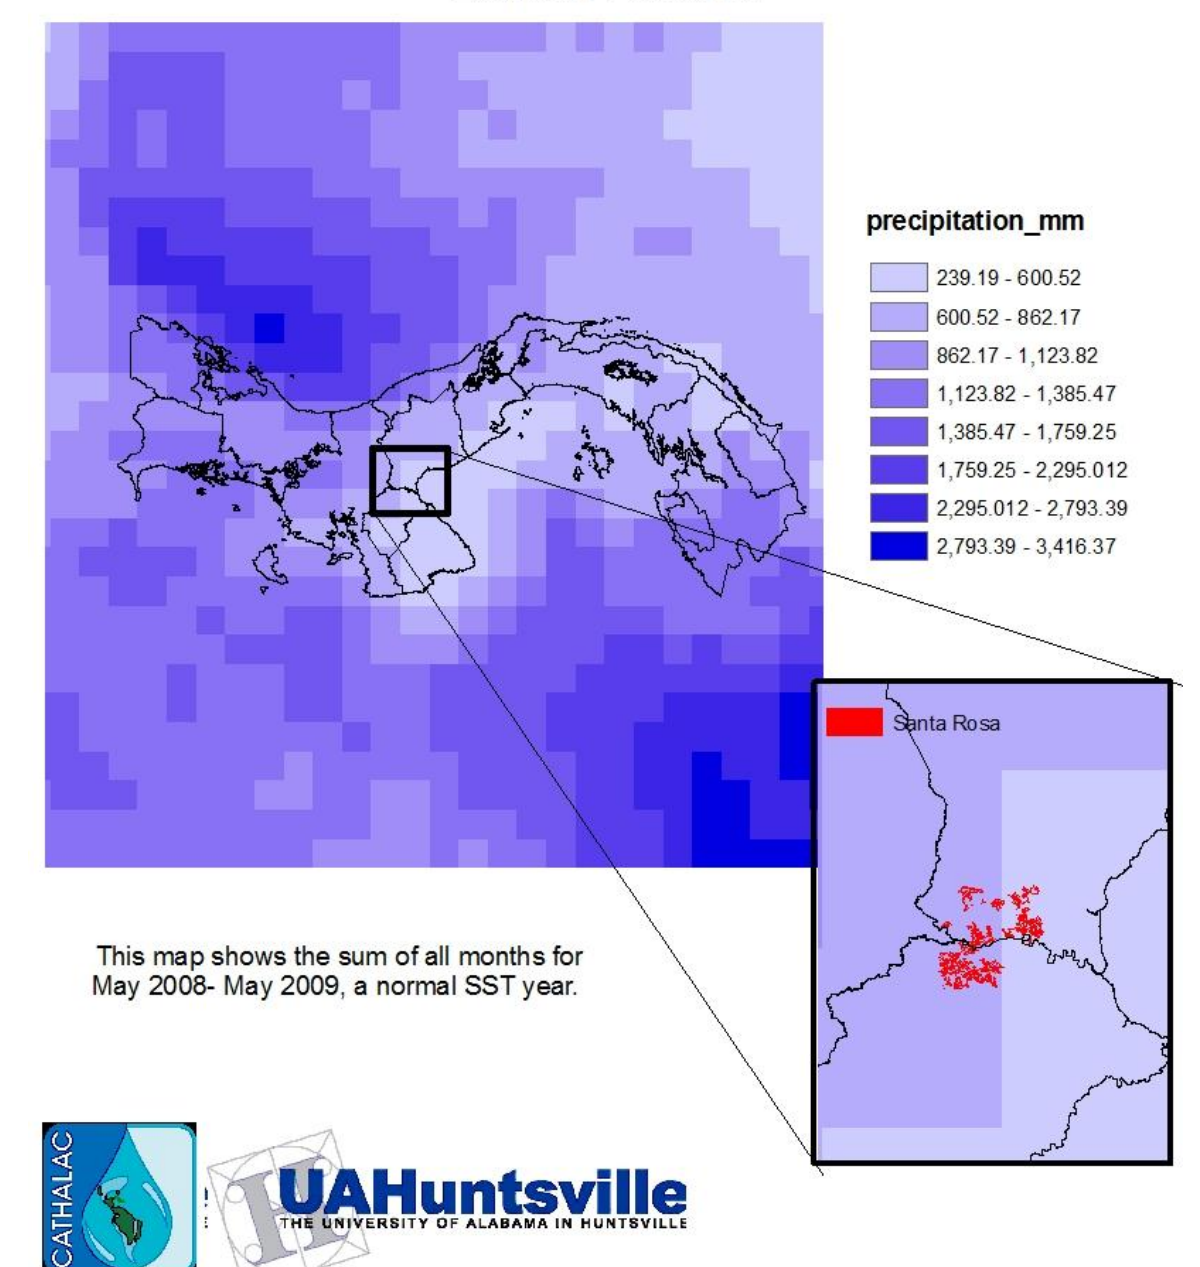 precipitation_mm
239.19 - 600.52
600.52 - 862.17
862.17 - 1,123.82
1,123.82 - 1,385.47
1,385.47 - 1,759.25
1,759.25 - 2,295.012
2,295.012 - 2,793.39
2,793.39 - 3,416.37
Santa Rosa
This map shows the sum of all months for
May 2008- May 2009, a normal SST year.
CATHALAC
UAHuntsville
THE UNIVERSITY OF ALABAMA IN HUNTSVILLE